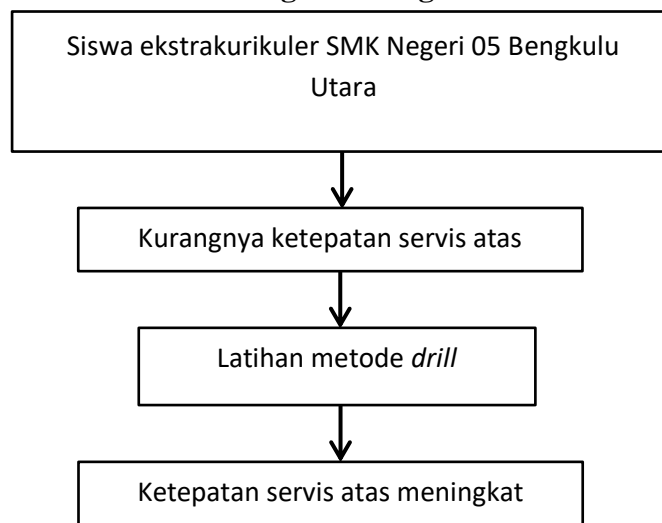 Siswa ekstrakurikuler SMK Negeri 05 Bengkulu
Utara
Kurangnya ketepatan servis atas
Latihan metode drill
Ketepatan servis atas meningkat